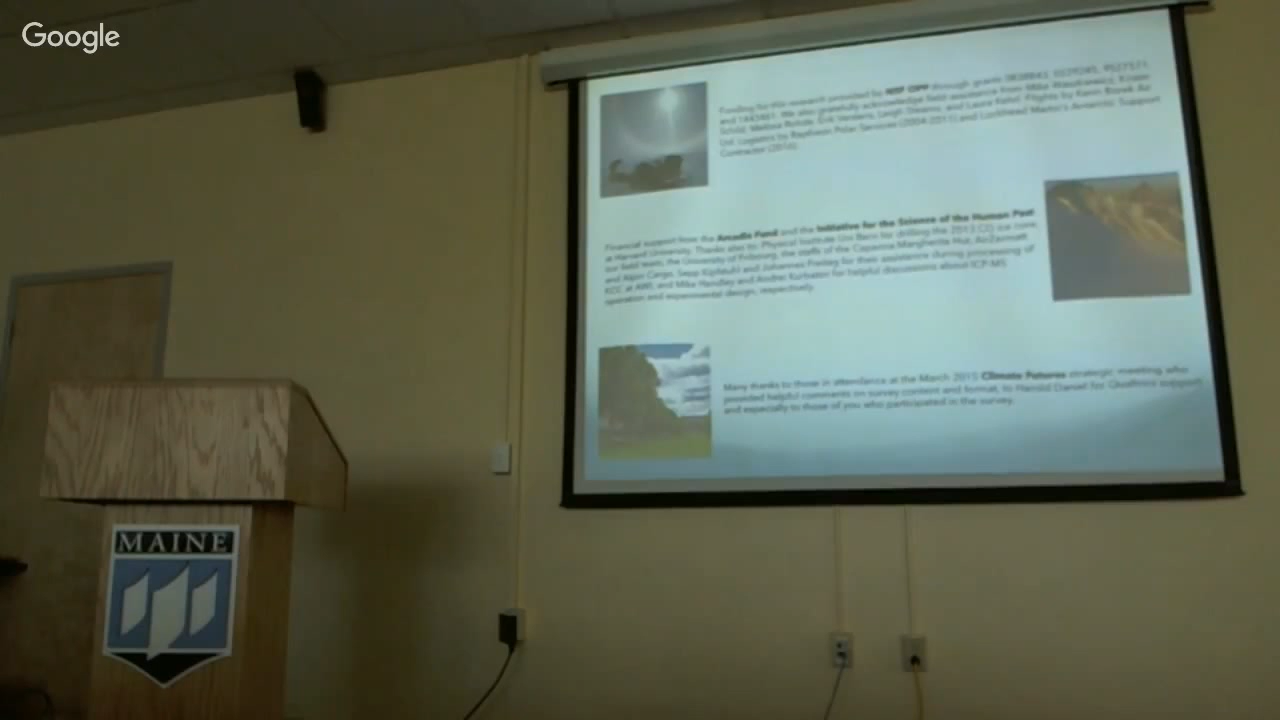 Google
Funding for this research provided by NSF OPP through grants
and 1443461. We also gratefully acknowledge field assistance from Mike
Schild, Melissa Rohde, Erik Venteris, Leigh Stearns, and Laura Flights by Kenn Borek Air
Ltd. Logistics by Raytheon Polar Services (2004-2011) and Lockheed Martin's Antarctic Support
Contractor (2016).
Financial support from the Arcadia Fund and the Initiative for the Science of the Human Past
at Harvard University. Thanks also to: Physical Institute Uni Bern for drilling the 2013 CG ice core,
our field team, the University of Fribourg, the staffs of the Capanna Margherita Hut, AirZermatt
and Alpin Cargo, Sepp Kipfstuhl and Johannes Freitag for their assistance during processing of
KCC at AWI, and Mike Handley and Andrei Kurbatov for helpful discussions about ICP-MS
operation and experimental design, respectively.
Many thanks to those in attendance at the March 2015 Climate Futures strategic meeting who
provided helpful comments on survey content and format, to Harold Daniel for Qualtrics support,
and especially to those of you who participated in the survey.
MAINE